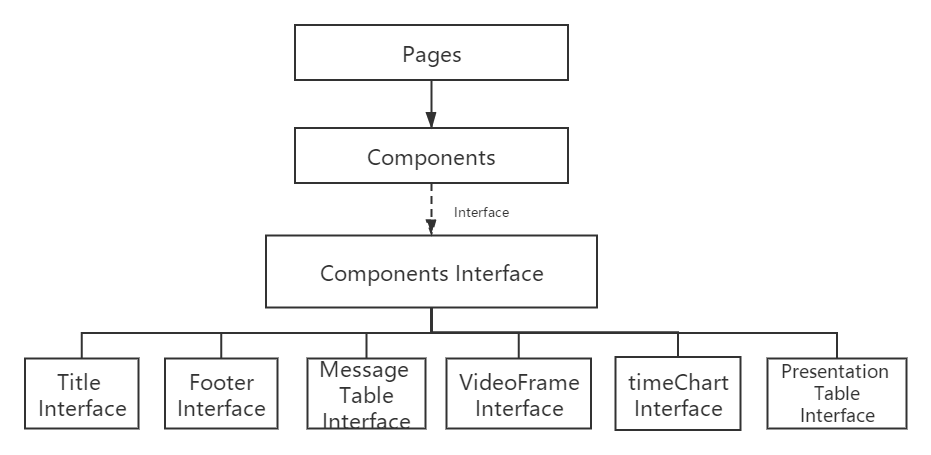 Pages
Components
Interface
Components Interface
Title
Interface
Footer
Interface
Message
Table
Interface
VideoFrame
Interface
timeChart
Interface
Presentation
Table
Interface